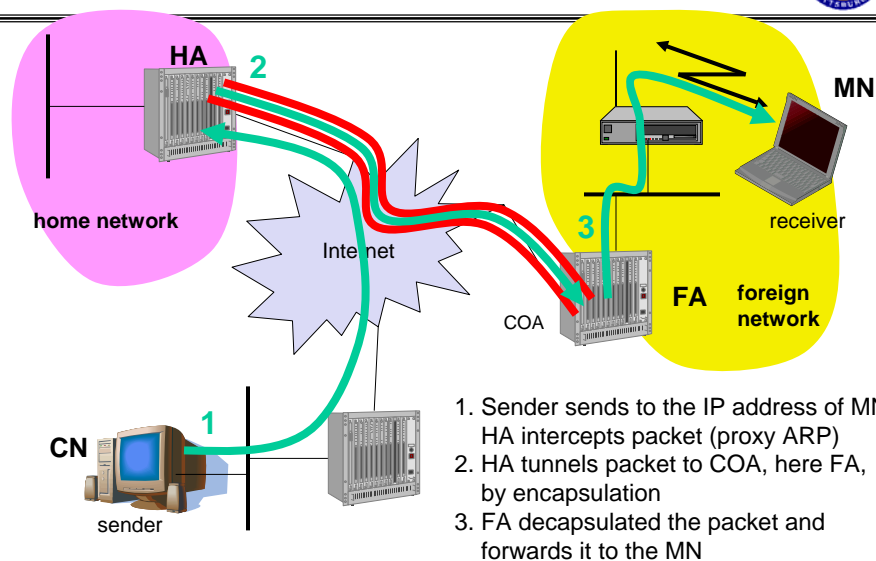 HA
2
MN
home network
Internet
3
receiver
FA
foreign
network
COA
1
CN
sender
1. Sender sends to the IP address of MN
HA intercepts packet (proxy ARP)
2. HA tunnels packet to COA, here FA,
by encapsulation
3. FA decapsulated the packet and
forwards it to the MN